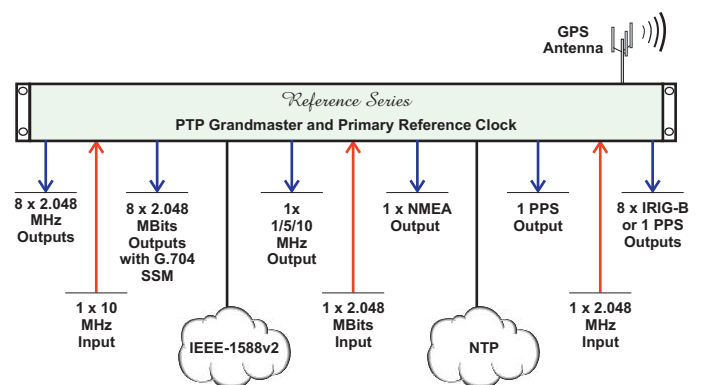 GPS
Antenna
Reference Series
PTP Grandmaster and Primary Reference Clock
8 x 2.048
MHz
Outputs
8 x 2.048
MBits
Outputs
with G.704
SSM
1x
1/5/10
MHz
Output
1 x NMEA
Output
1 PPS
Output
8 x IRIG-B
or 1 PPS
Outputs
1 x 10
MHz
Input
IEEE-1588v2
1 x 2.048
MBits
Input
NTP
1 x 2.048
MHz
Input